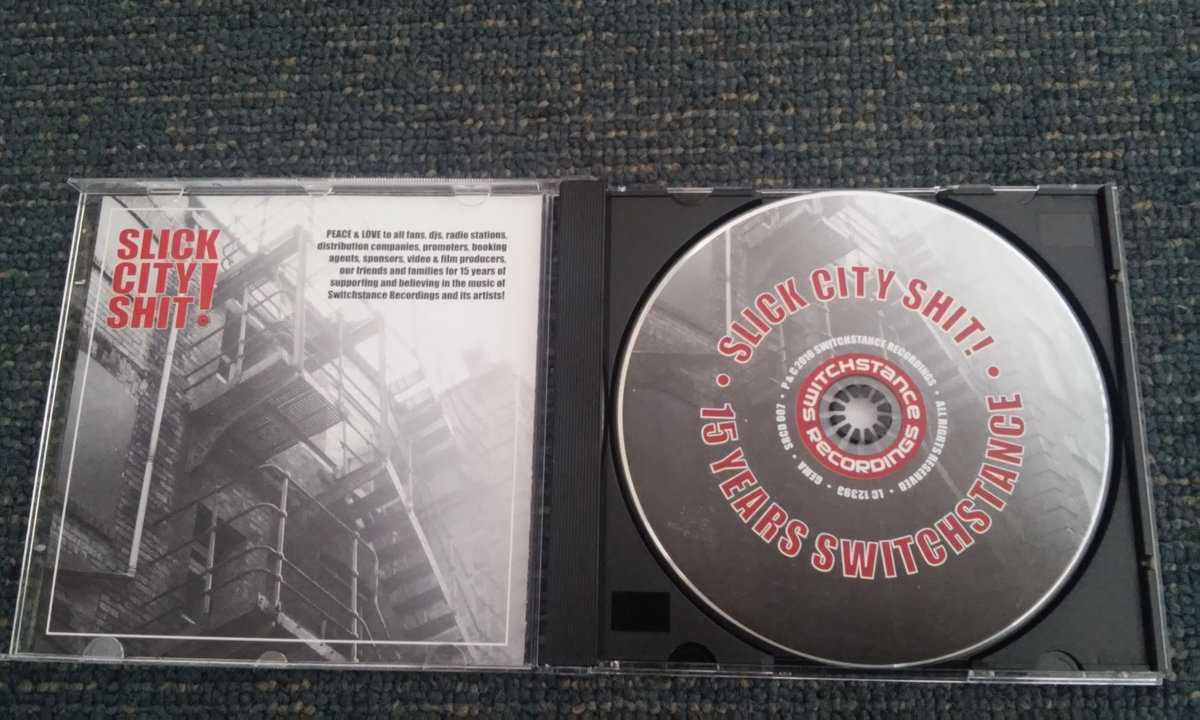 SLICK
CITY
SHIT!
PEACE & LOVE to all fans, djs, radio stations,
distribution companies, promoters, booking
agents, sponsors, video & film producers,
our friends and families for 15 years of
supporting and believing in the music of
Switchstance Recordings and its artists!
• SLICK CITY SHIT! • 15 YEARS SWITCHSTANCE
• P & C 2016 SWITCHSTANCE RECORDINGS • ALL RIGHTS RESERVED • LC 12393 • GEMA • SRCD 007
SWITCHSTANCE
RECORDINGS